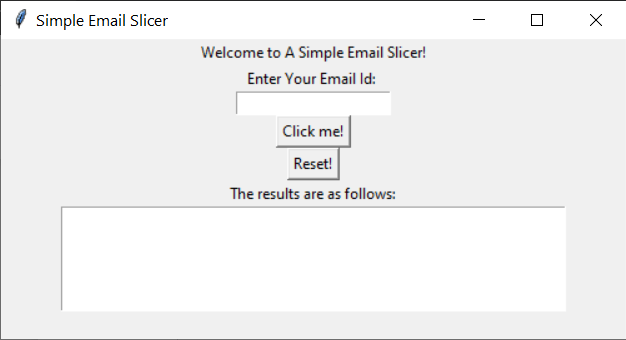 Simple Email Slicer
Welcome to A Simple Email Slicer!
Enter Your Email Id:
Click me!
Reset!
The results are as follows: